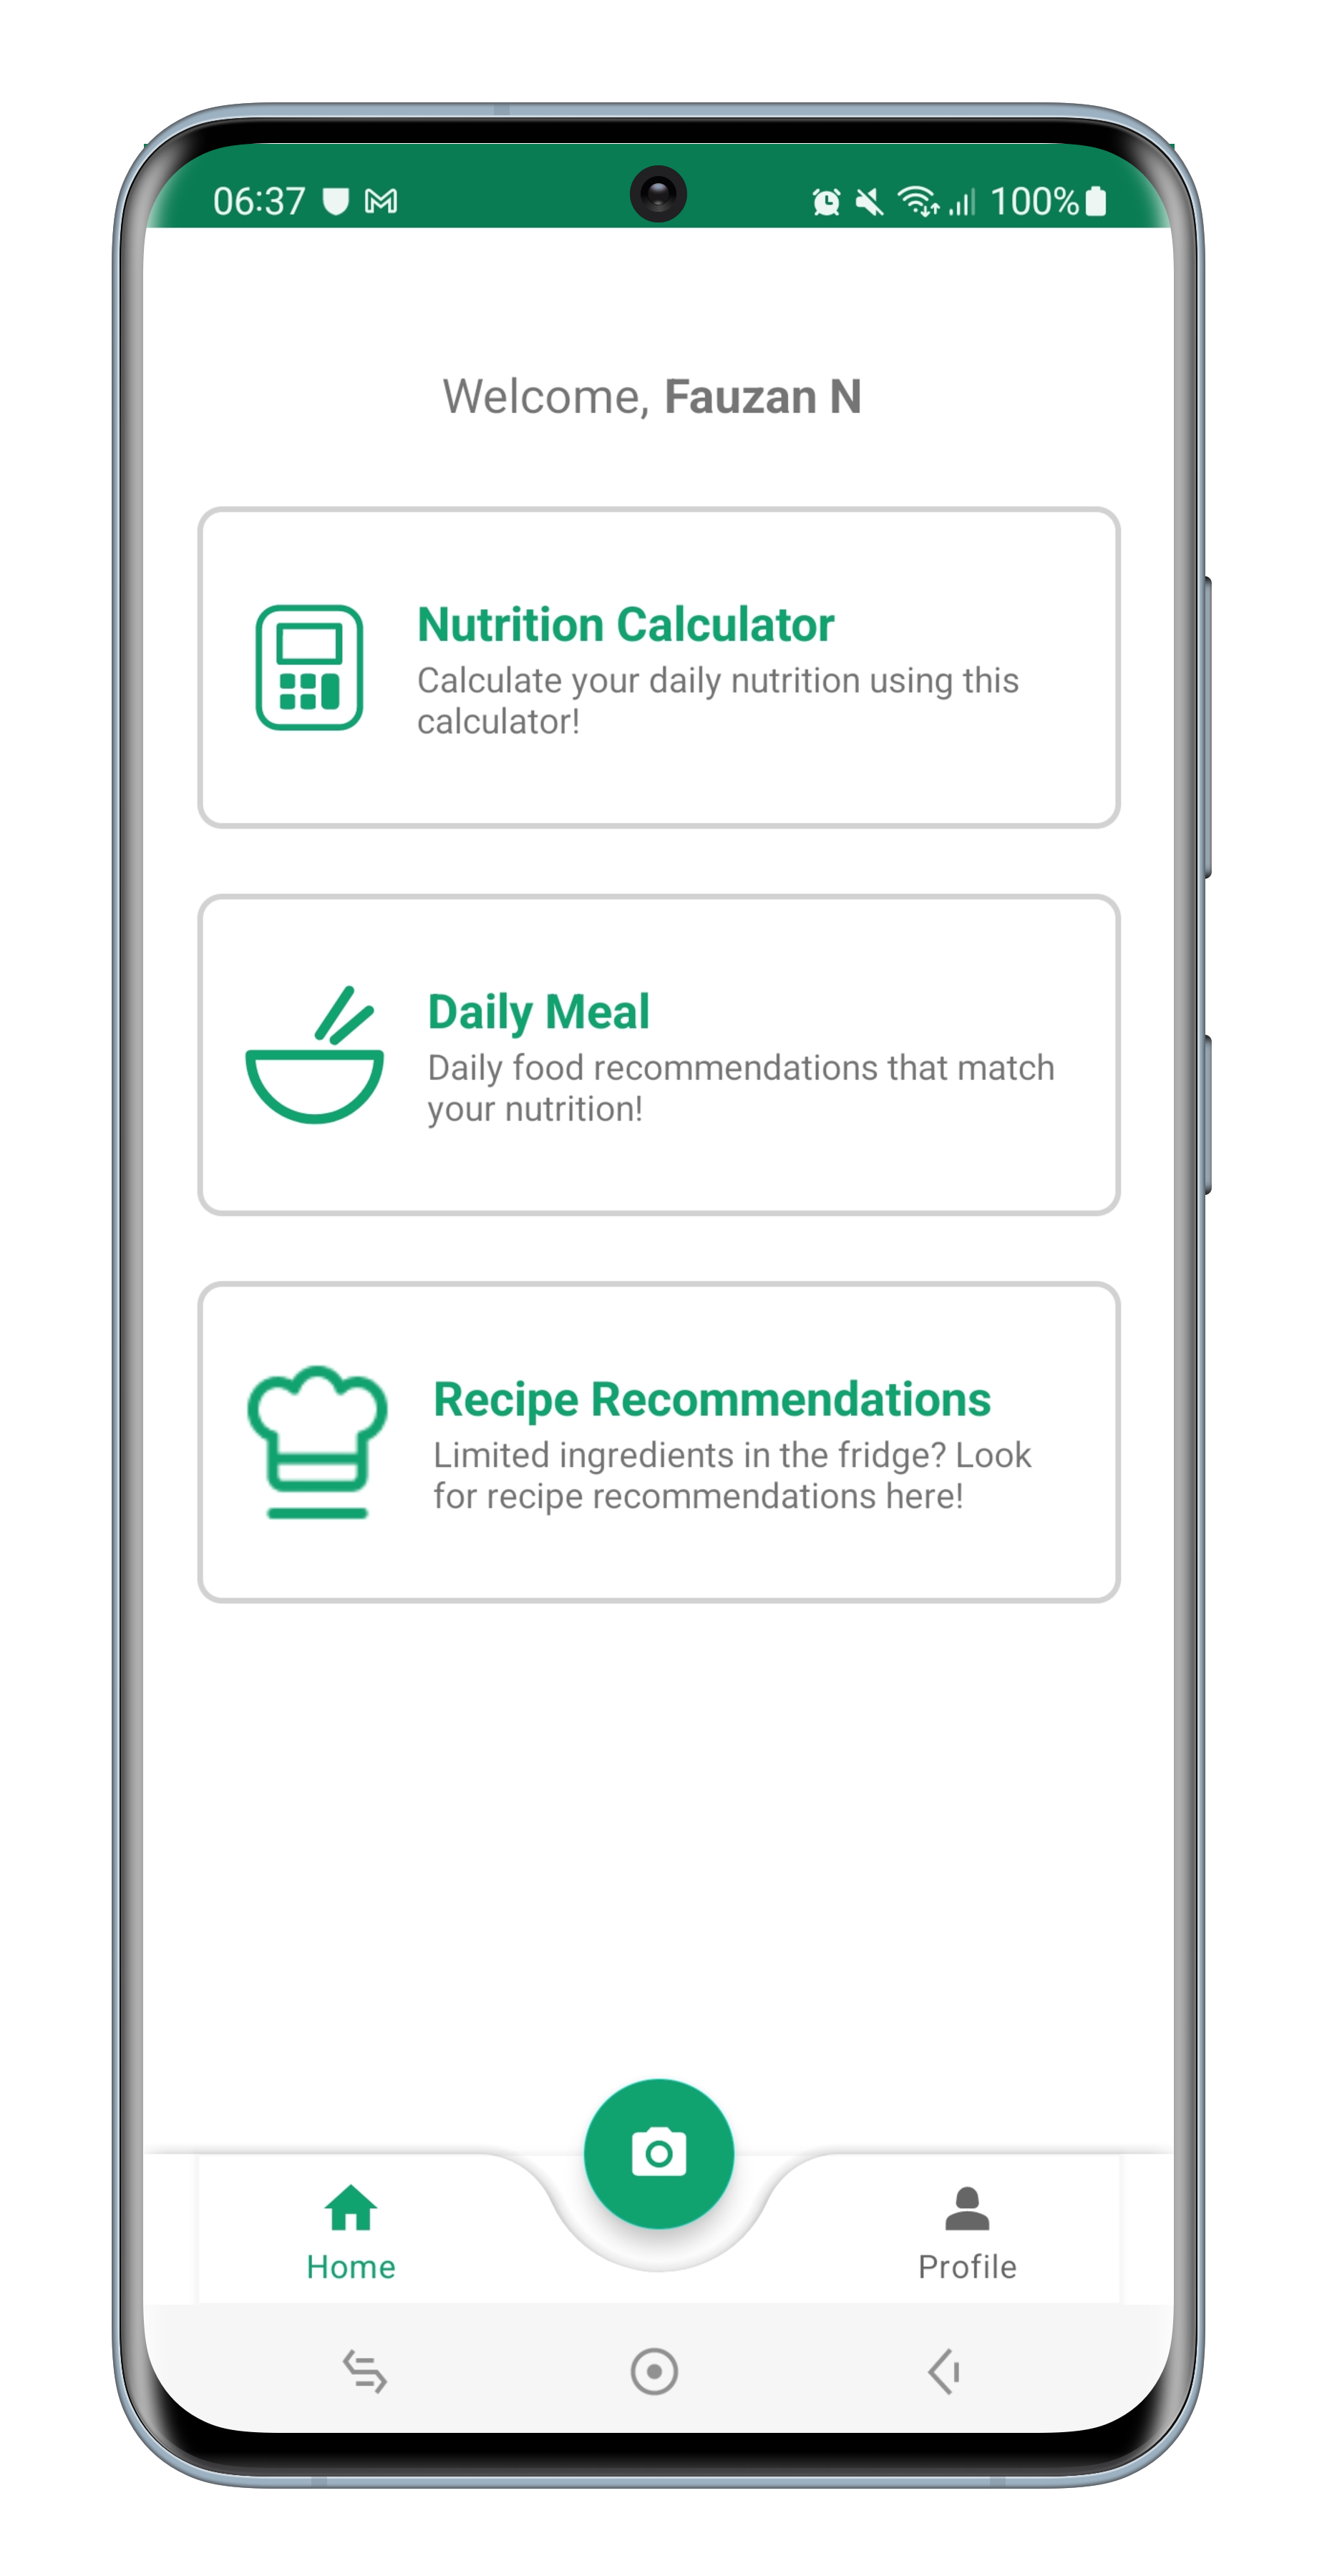 06:37 100%
Welcome, Fauzan N
Nutrition Calculator
Calculate your daily nutrition using this
calculator!
Daily Meal
Daily food recommendations that match
your nutrition!
Recipe Recommendations
Limited ingredients in the fridge? Look
for recipe recommendations here!
Home Profile